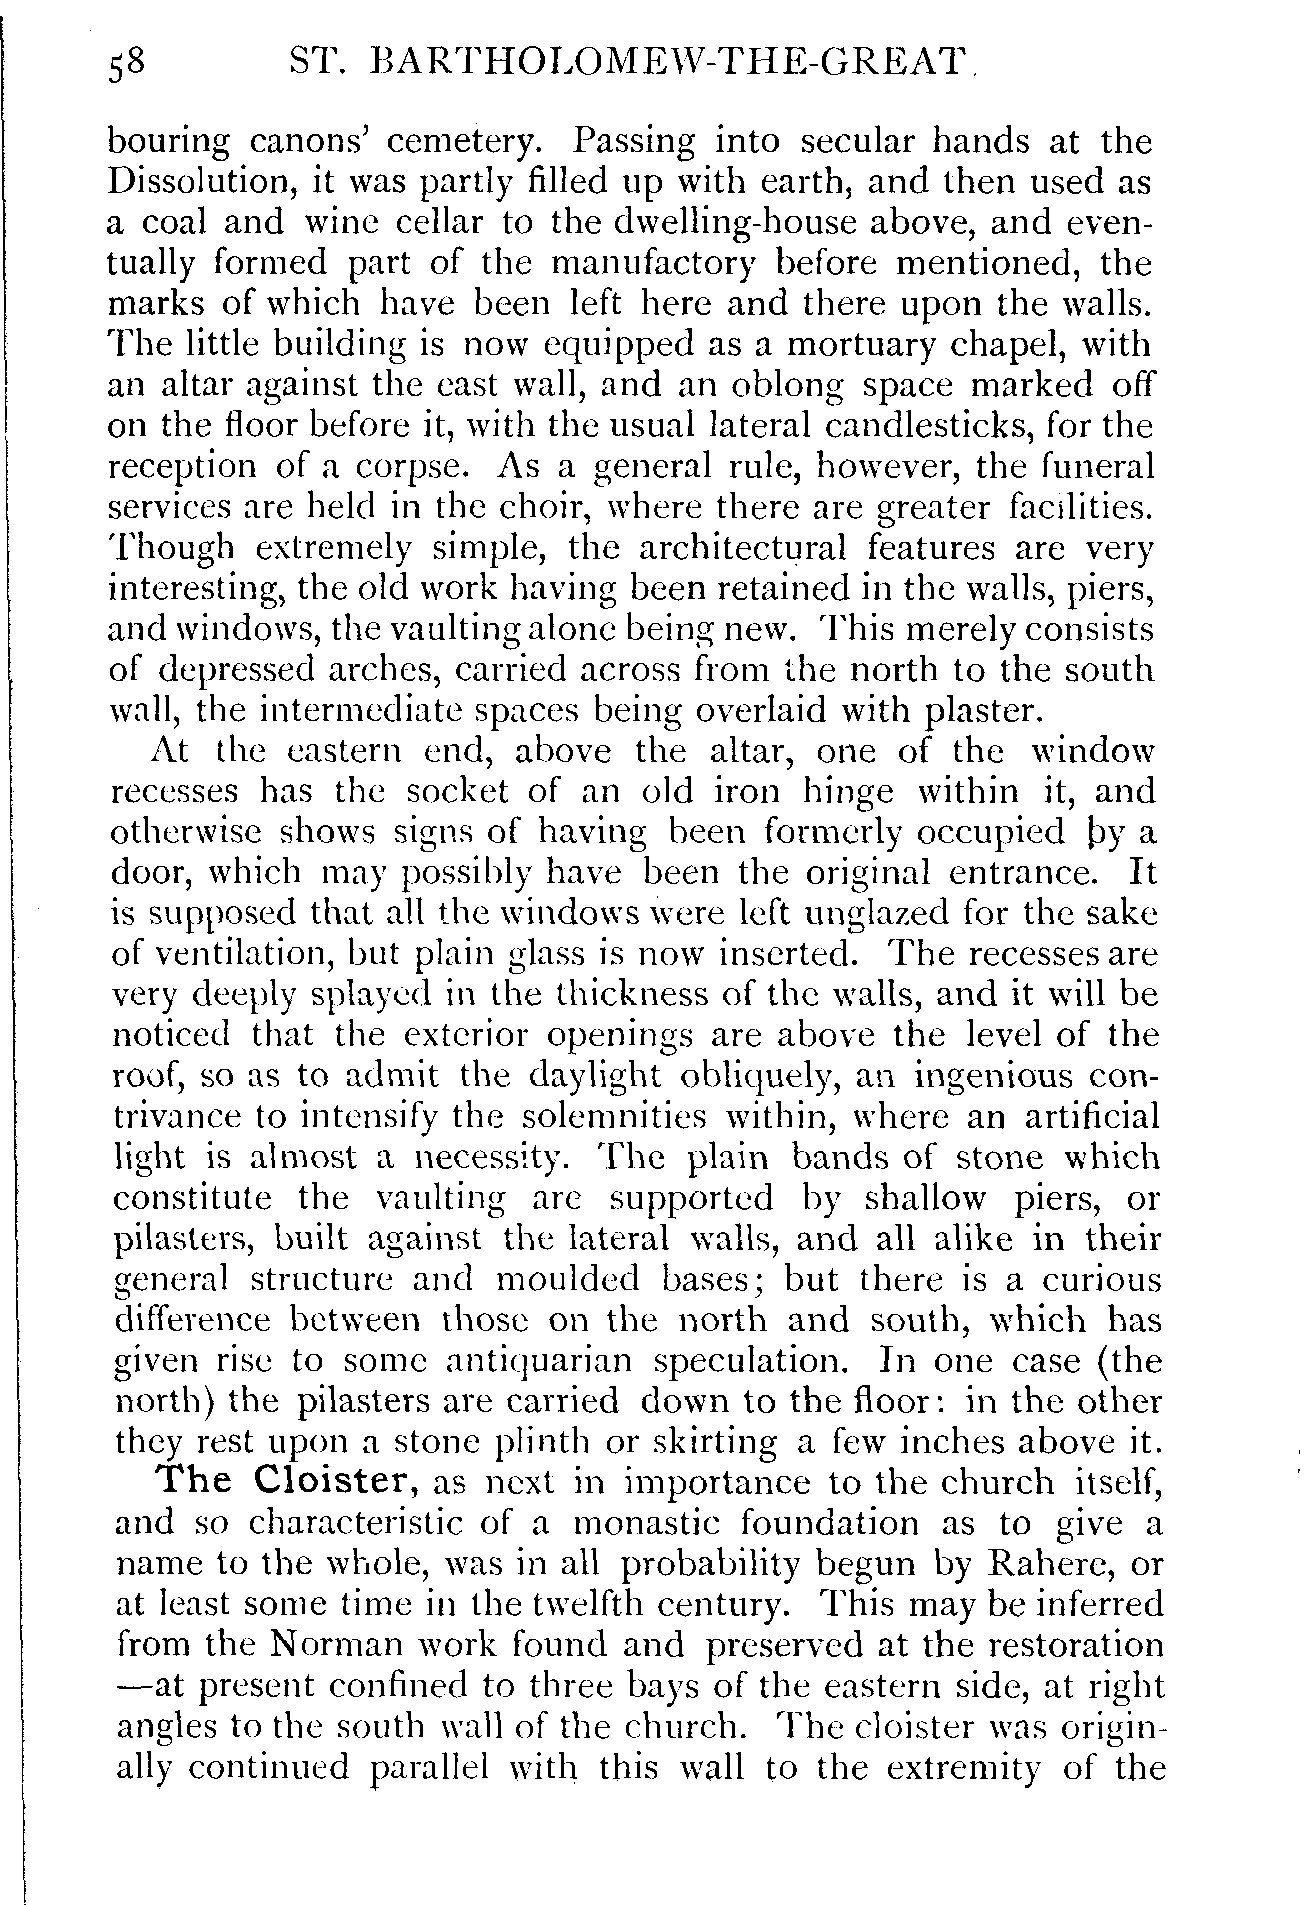 58 ST. BARTHOLOMEW-THE-GREAT
bouring canons' cemetery. Passing into secular hands at the
Dissolution, it was partly filled up with earth, and then used as
a coal and wine cellar to the dwelling-house above, and even-
tually formed part of the manufactory before mentioned, the
marks of which have been left here and there upon the walls.
The little building is now equipped as a mortuary chapel, with
an altar against the east wall, and an oblong space marked off
on the floor before it, with the usual lateral candlesticks, for the
reception of a corpse. As a general rule, however, the funeral
services are held in the choir, where there are greater facilities.
Though extremely simple, the architectural features are very
interesting, the old work having been retained in the walls, piers,
and windows, the vaulting alone being new. This merely consists
of depressed arches, carried across from the north to the south
wall, the intermediate spaces being overlaid with plaster.
At the eastern end, above the altar, one of the window
recesses has the socket of an old iron hinge within it, and
otherwise shows signs of having been formerly occupied by a
door, which may possibly have been the original entrance. It
is supposed that all the windows were left unglazed for the sake
of ventilation, but plain glass is now inserted. The recesses are
very deeply splayed in the thickness of the walls, and it will be
noticed that the exterior openings are above the level of the
roof, so as to admit the daylight obliquely, an ingenious con-
trivance to intensify the solemnities within, where an artificial
light is almost a necessity. The plain bands of stone which
constitute the vaulting are supported by shallow piers, or
pilasters, built against the lateral walls, and all alike in their
general structure and moulded bases; but there is a curious
difference between those on the north and south, which has
given rise to some antiquarian speculation. In one case (the
north) the pilasters are carried down to the floor: in the other
they rest upon a stone plinth or skirting a few inches above it.
The Cloister, as next in importance to the church itself,
and so characteristic of a monastic foundation as to give a
name to the whole, was in all probability begun by Rahere, or
at least some time in the twelfth century. This may be inferred
from the Norman work found and preserved at the restoration
—at present confined to three bays of the eastern side, at right
angles to the south wall of the church. The cloister was origin-
ally continued parallel with this wall to the extremity of the